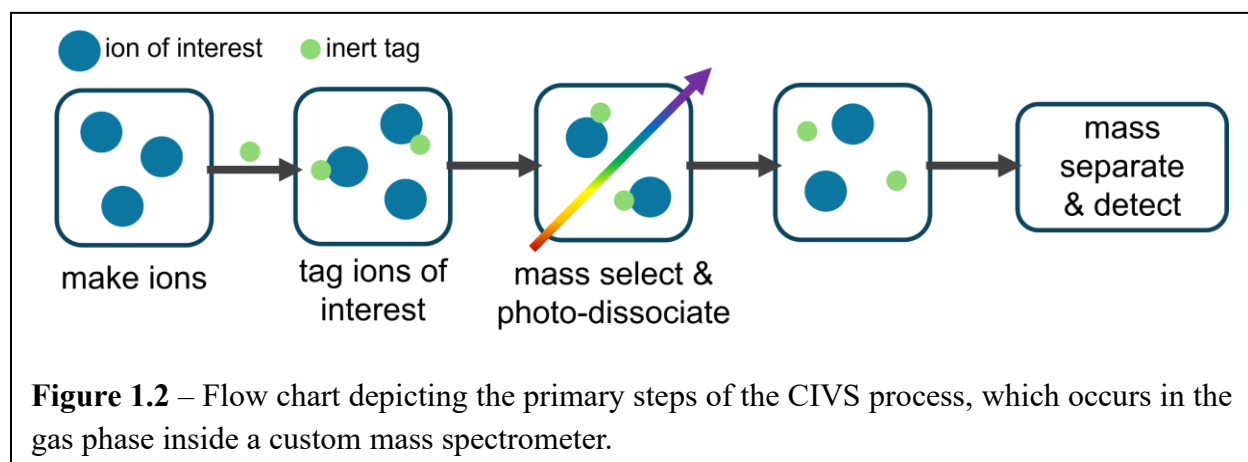 ion of interest
inert tag
make ions
tag ions of
interest
mass select &
photo-dissociate
mass
separate
& detect
Figure 1.2 – Flow chart depicting the primary steps of the CIVS process, which occurs in the
gas phase inside a custom mass spectrometer.